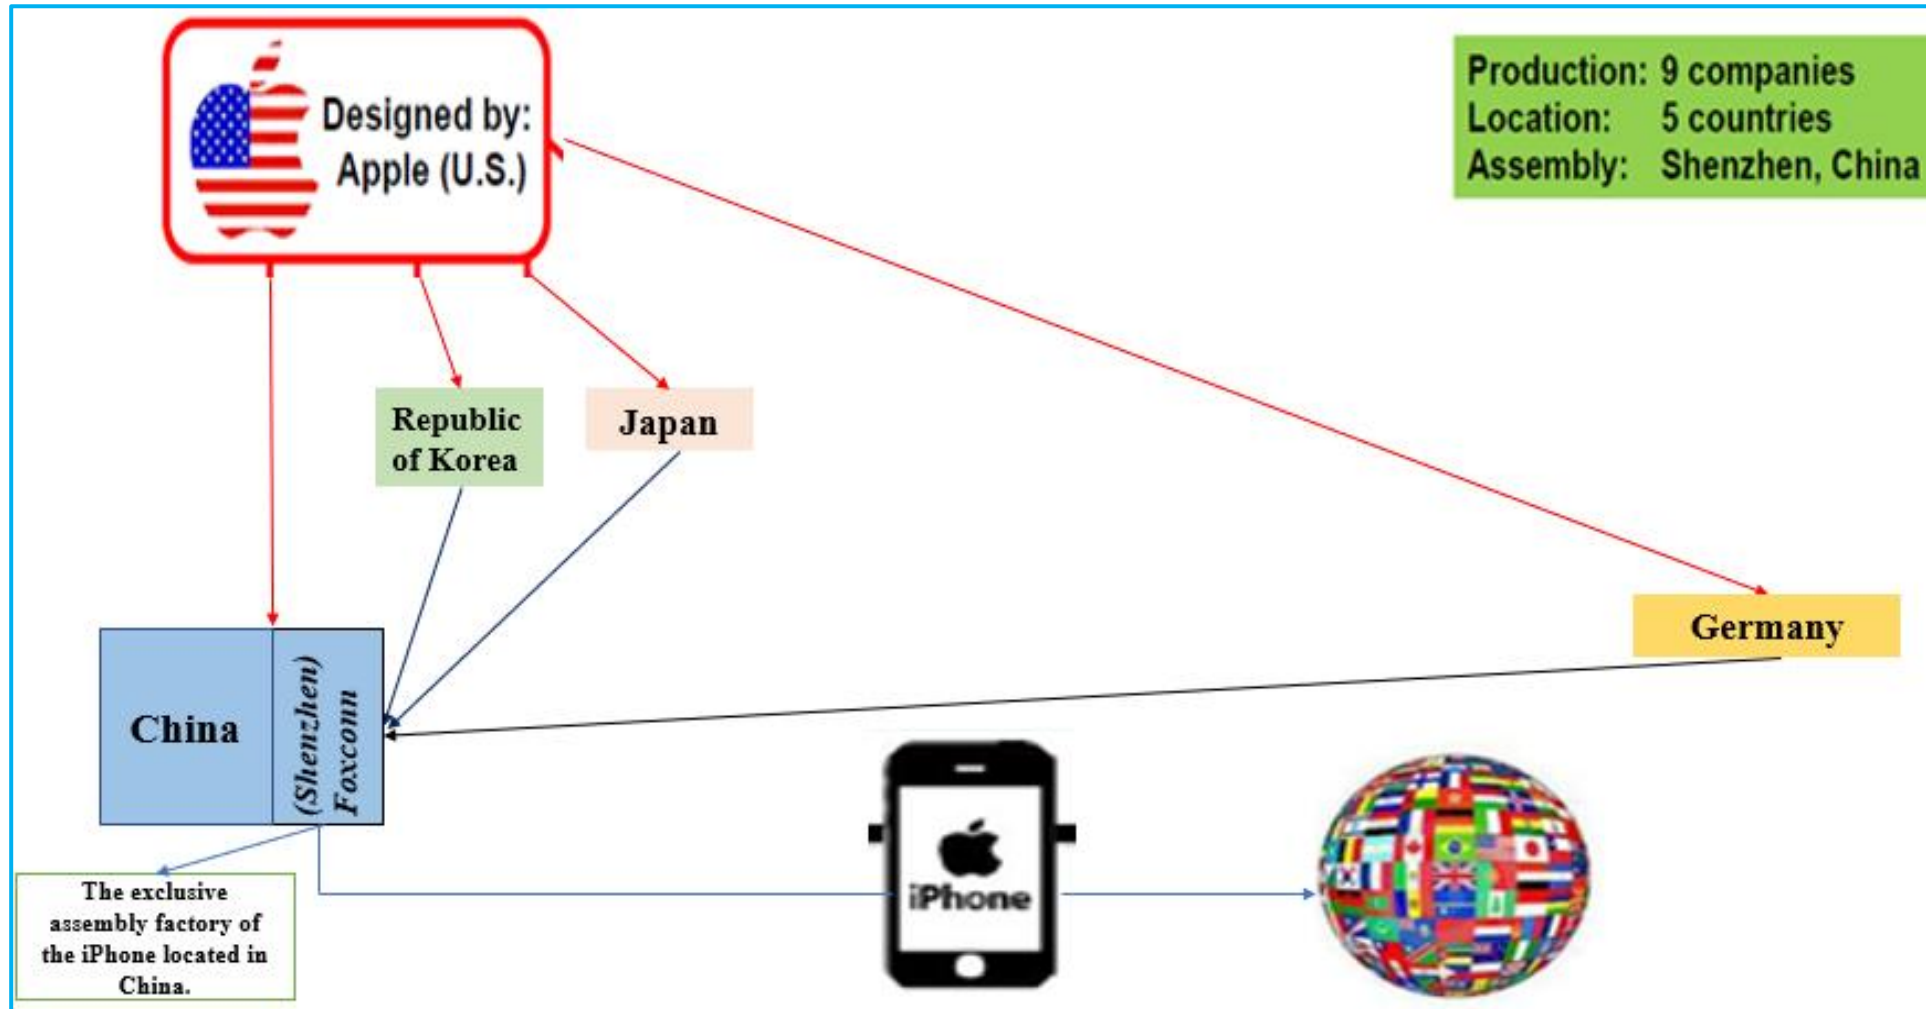 Designed by:
Apple (U.S.)
Production: 9 companies
Location: 5 countries
Assembly: Shenzhen, China
Republic
of Korea
Japan
Germany
China
(Shenzhen)
Foxconn
iPhone
The exclusive
assembly factory of
the iPhone located in
China.